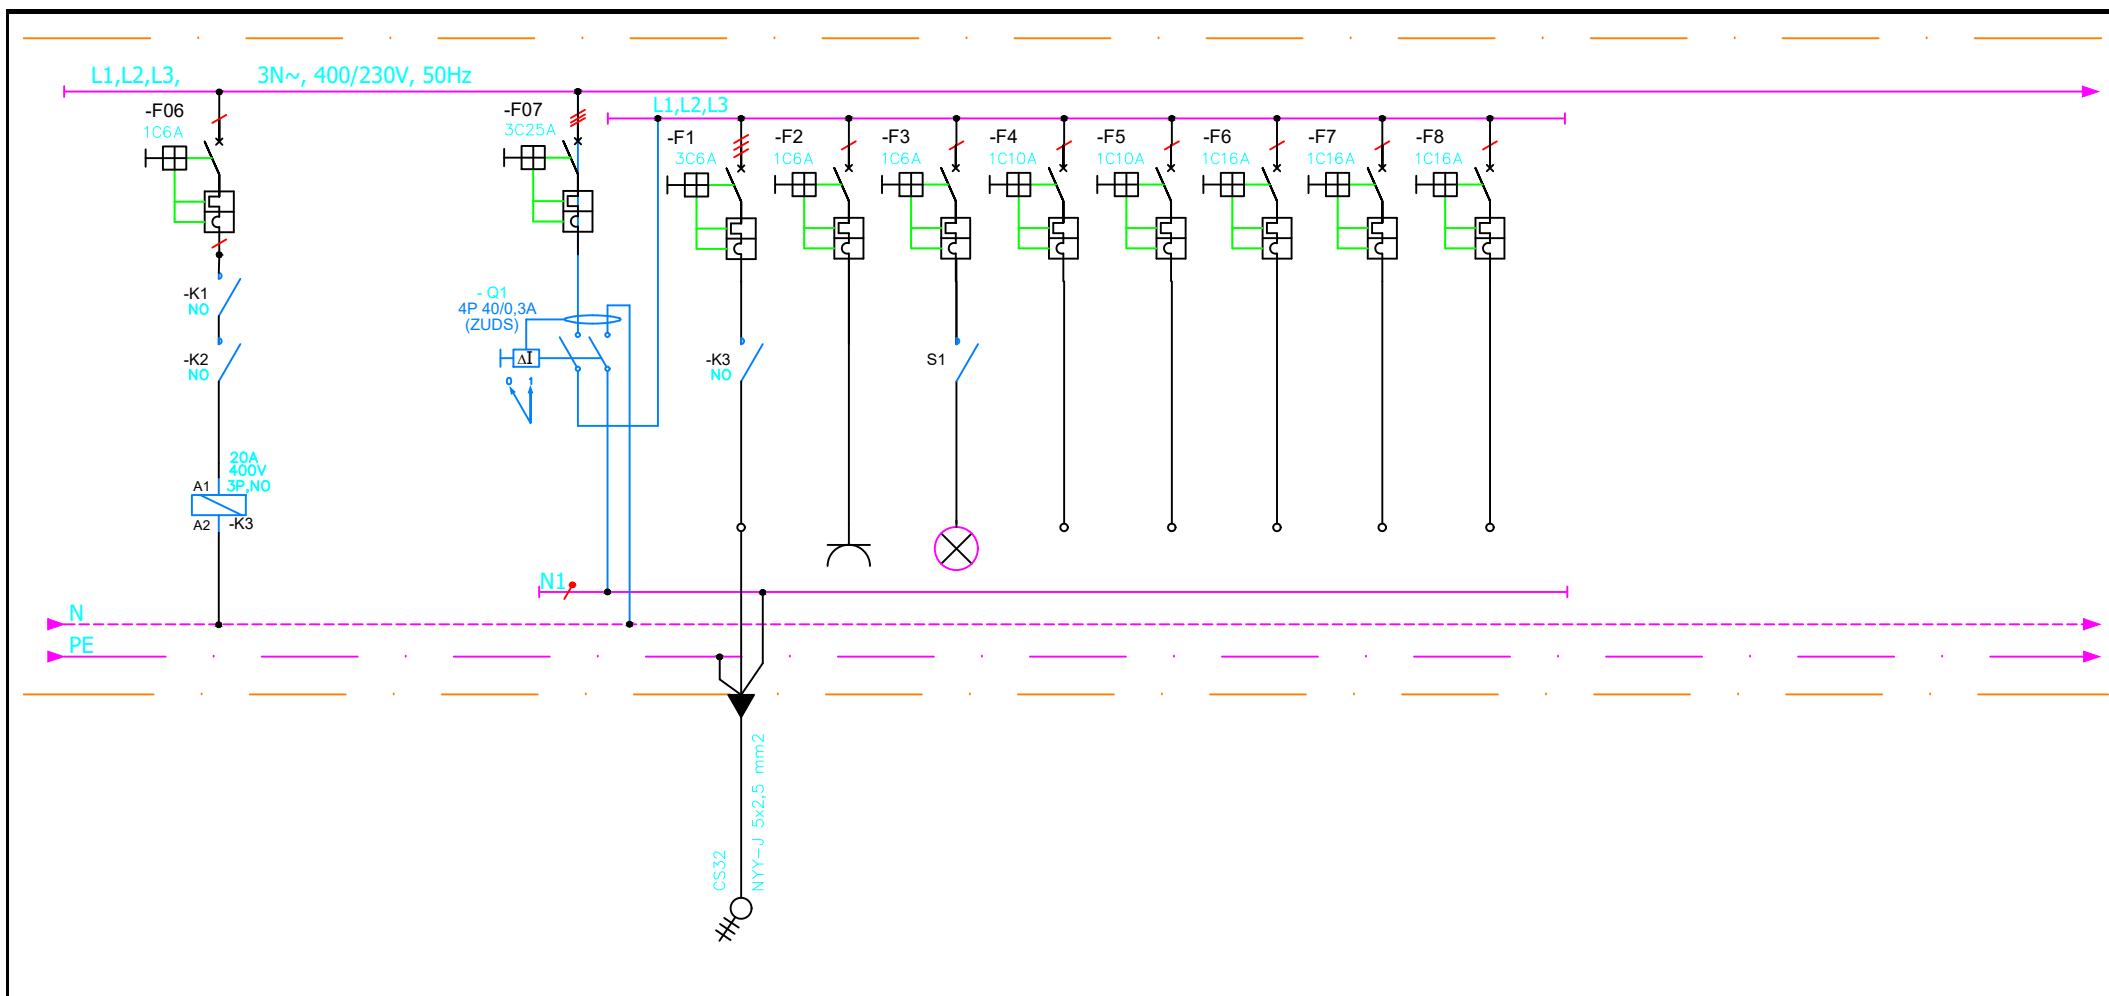 L1,L2,L3, 3N~, 400/230V, 50Hz
L1,L2,L3
-F06
1C6A
-F07
3C25A
-F1
3C6A
-F2
1C6A
-F3
1C6A
-F4
1C10A
-F5
1C10A
-F6
1C16A
-F7
1C16A
-F8
1C16A
-K1
NO
-K2
NO
- Q1
4P 40/0,3A
(ZUDS)
ΔI
0 1
-K3
NO
S1
20A
400V
3P,NO
A1
A2
-K3
N1
N
PE
CS32
NYY-J 5x2,5 mm2